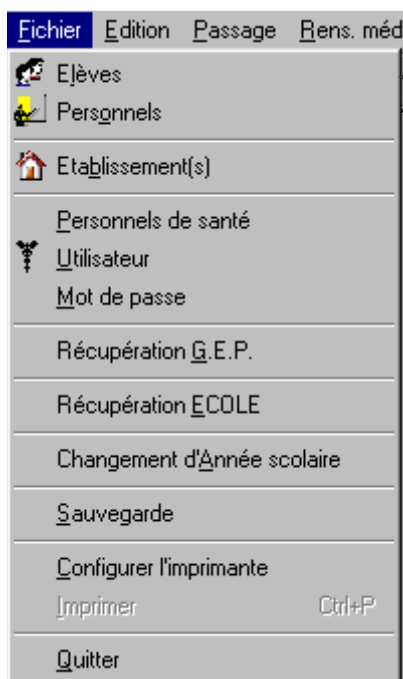 Fichier Edition Passage Rens. méd
Elèves
Personnels
Etablissement(s)
Personnels de santé
Utilisateur
Mot de passe
Récupération G.E.P.
Récupération ECOLE
Changement d'Année scolaire
Sauvegarde
Configurer l'imprimante
Imprimer Ctrl+P
Quitter